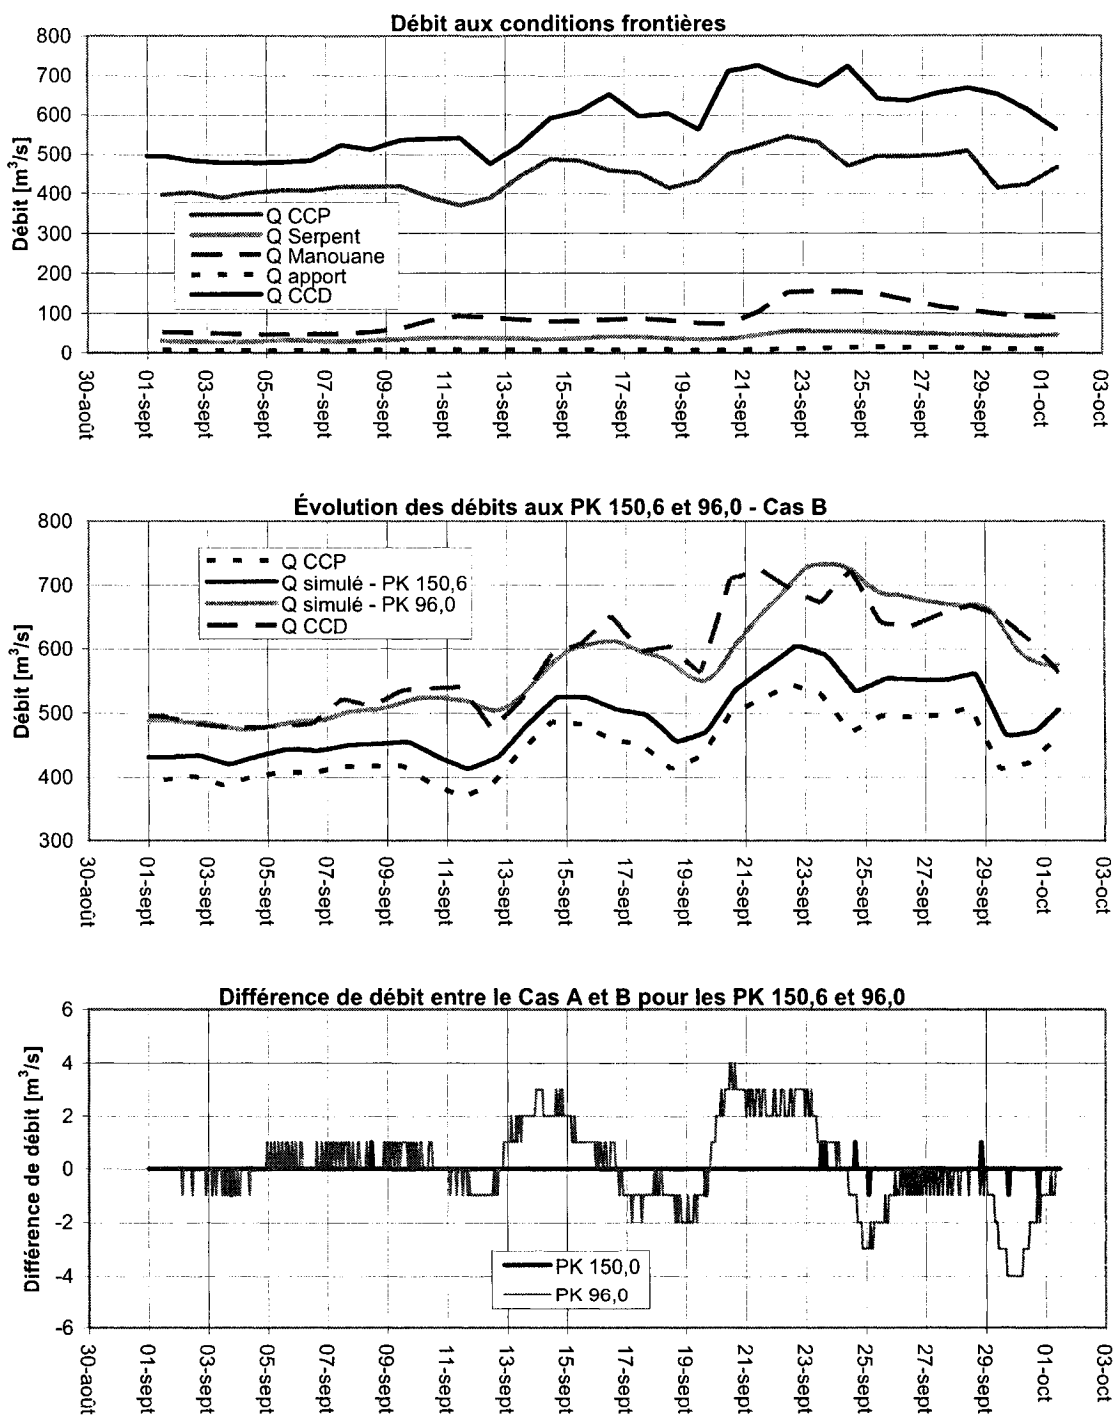 Débit aux conditions frontières
Débit [m³/s]
800
700
600
500
400
300
200
100
0
Q CCP
Q Serpent
Q Manouane
Q apport
Q CCD
30-août
01-sept
03-sept
05-sept
07-sept
09-sept
11-sept
13-sept
15-sept
17-sept
19-sept
21-sept
23-sept
25-sept
27-sept
29-sept
01-oct
03-oct
Évolution des débits aux PK 150,6 et 96,0 - Cas B
Débit [m³/s]
800
700
600
500
400
300
Q CCP
Q simulé - PK 150,6
Q simulé - PK 96,0
Q CCD
30-août
01-sept
03-sept
05-sept
07-sept
09-sept
11-sept
13-sept
15-sept
17-sept
19-sept
21-sept
23-sept
25-sept
27-sept
29-sept
01-oct
03-oct
Différence de débit entre le Cas A et B pour les PK 150,6 et 96,0
Différence de débit [m³/s]
6
4
2
0
-2
-4
-6
PK 150,0
PK 96,0
30-août
01-sept
03-sept
05-sept
07-sept
09-sept
11-sept
13-sept
15-sept
17-sept
19-sept
21-sept
23-sept
25-sept
27-sept
29-sept
01-oct
03-oct